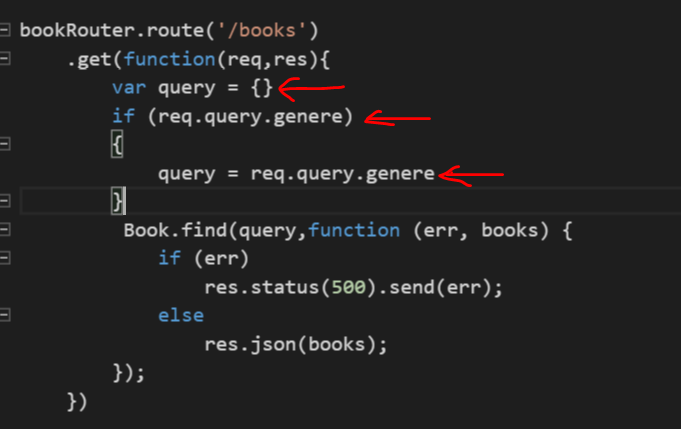 bookRouter.route('/books')
.get(function(req,res){
var query = {}
if (req.query.genere)
{
query = req.query.genere
}
Book.find(query,function (err, books) {
if (err)
res.status(500).send(err);
else
res.json(books);
});
})